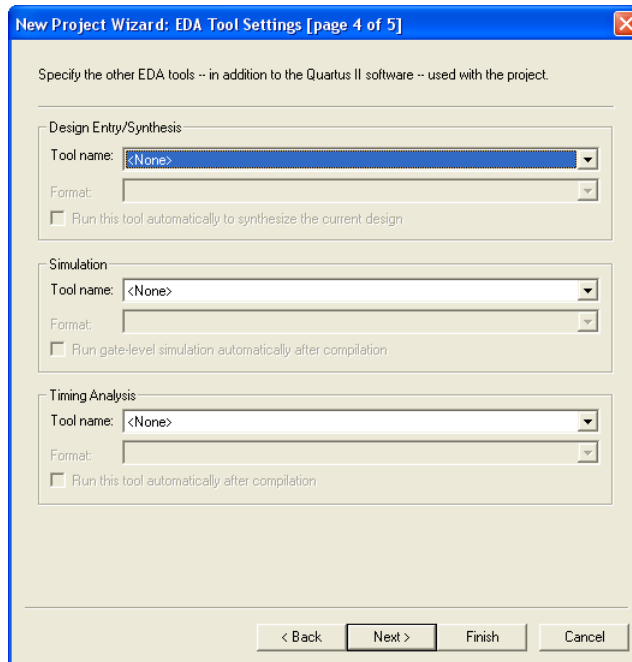 New Project Wizard: EDA Tool Settings [page 4 of 5]
Specify the other EDA tools -- in addition to the Quartus II software -- used with the project.
Design Entry/Synthesis
Tool name: <None>
Format:
Run this tool automatically to synthesize the current design
Simulation
Tool name: <None>
Format:
Run gate-level simulation automatically after compilation
Timing Analysis
Tool name: <None>
Format:
Run this tool automatically after compilation
< Back Next > Finish Cancel